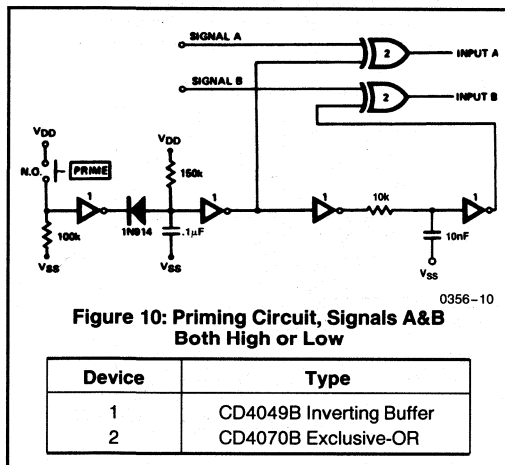 SIGNAL A
2
INPUT A
SIGNAL B
2
INPUT B
VDD
N.O.
PRIME
VDD
150k
1
1
1
1
10k
100k
1N914
.1μF
10nF
VSS
VSS
VSS
0356-10
Figure 10: Priming Circuit, Signals A&B
Both High or Low
Device Type
1 CD4049B Inverting Buffer
2 CD4070B Exclusive-OR